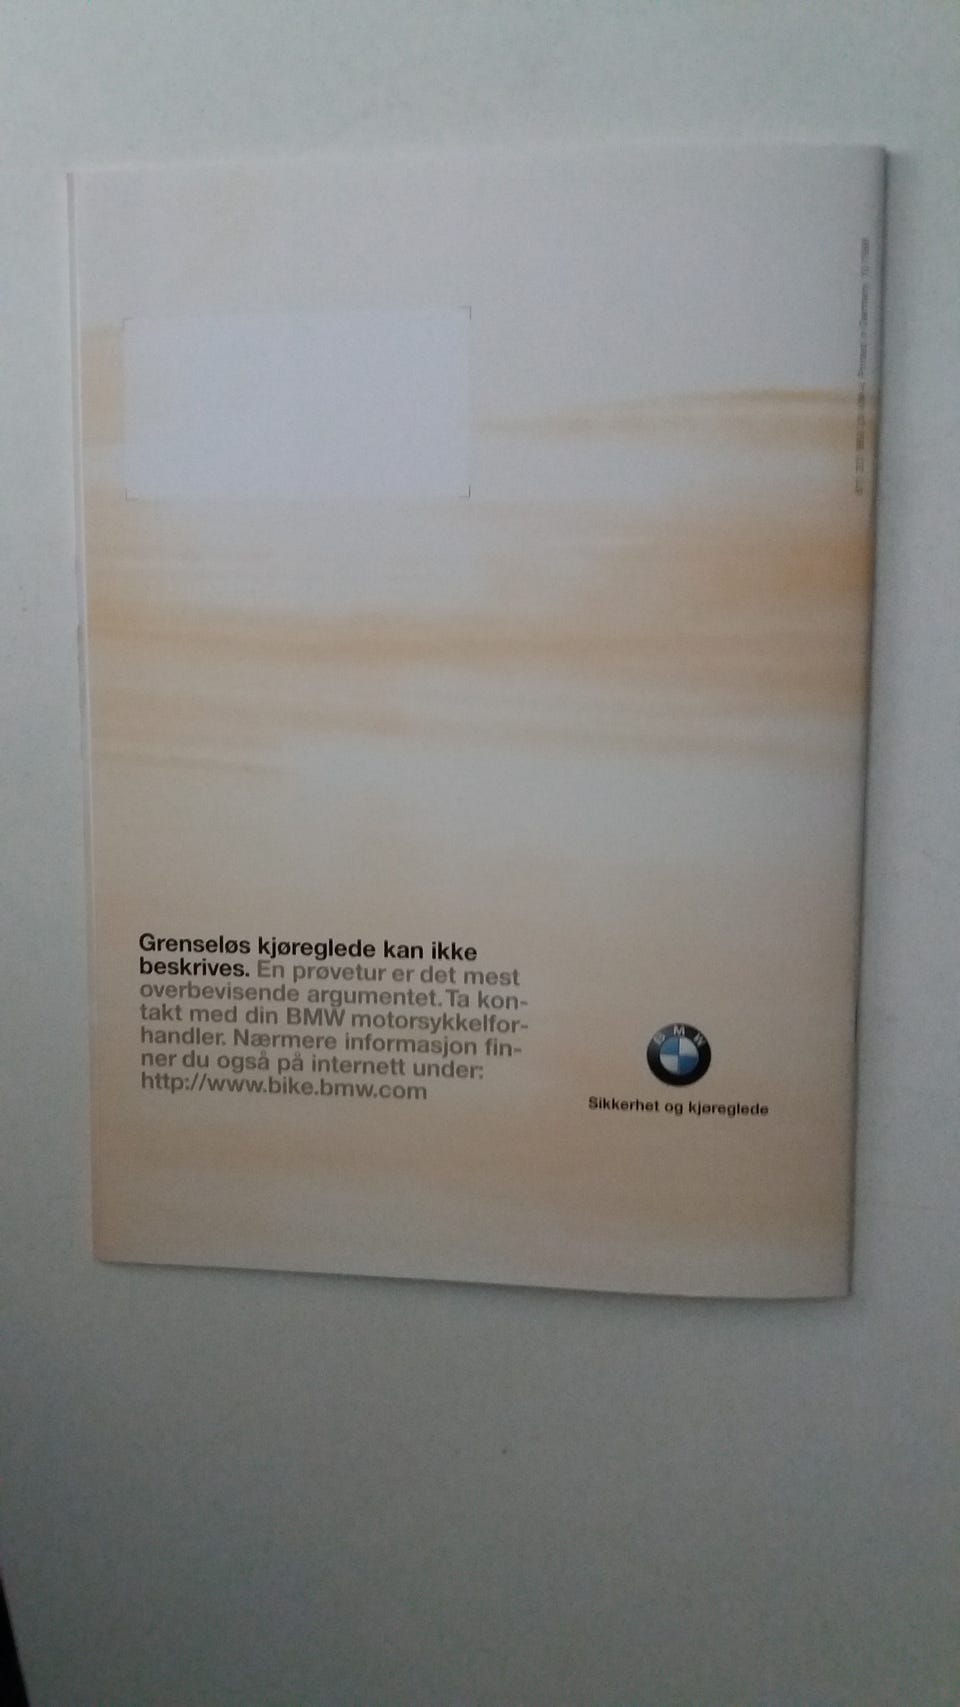 Grenseløs kjøreglede kan ikke
beskrives. En prøvetur er det mest
overbevisende argumentet. Ta kon-
takt med din BMW motorsykkelfor-
handler. Nærmere informasjon fin-
ner du også på internett under:
http://www.bike.bmw.com
BMW
Sikkerhet og kjøreglede